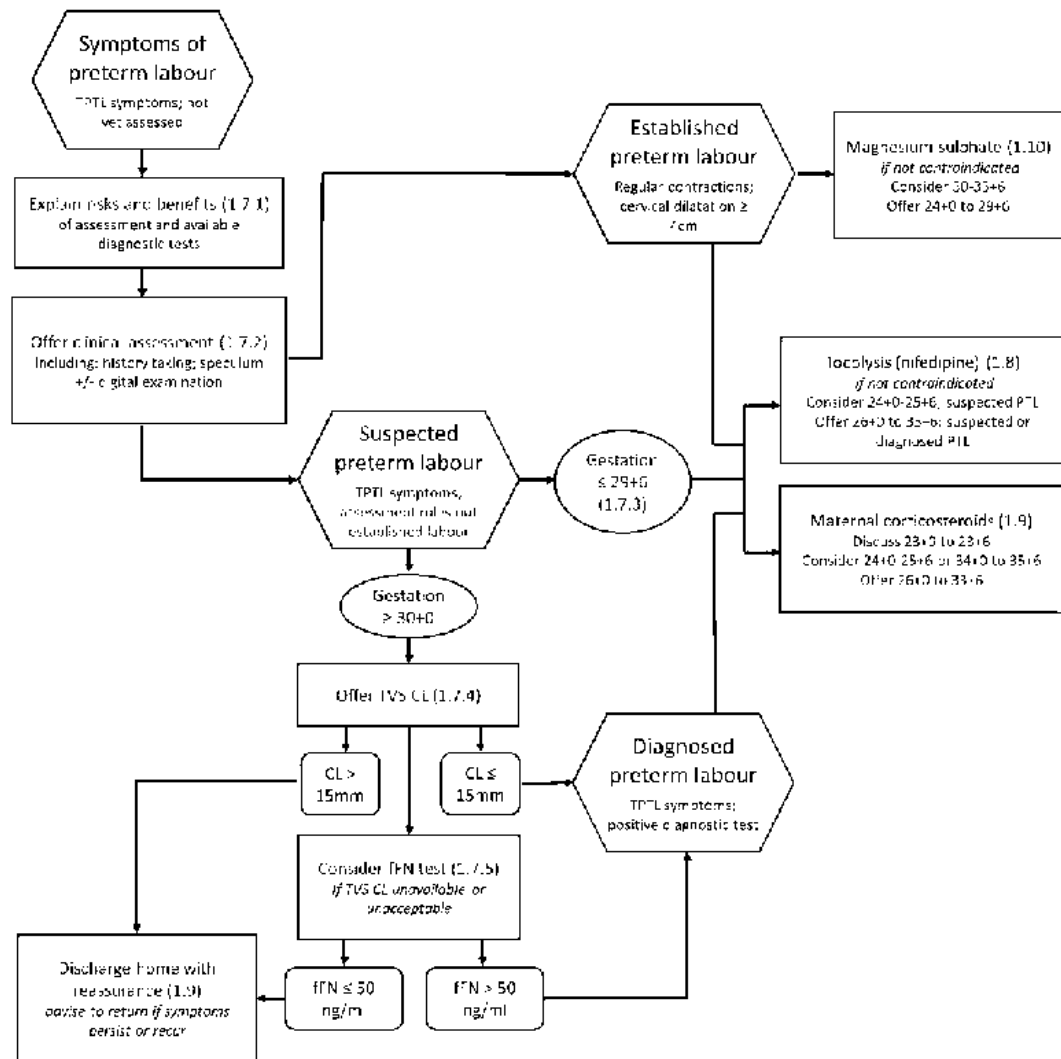 Symptoms of
preterm labour
TPTL symptoms; not
yet assessed
Explain risks and benefits (1.7.1)
of assessment and available
diagnostic tests
Offer clinical assessment (1.7.2)
Including: history taking; speculum
+/- digital examination
Established
preterm labour
Regular contractions;
cervical dilatation ≥
4cm
Magnesium sulphate (1.10)
if not contraindicated
Consider 30-33+6
Offer 24+0 to 29+6
Suspected
preterm labour
TPTL symptoms;
assessment rules out
established labour
Gestation
≤ 29+6
(1.7.3)
Tocolysis (nifedipine) (1.8)
if not contraindicated
Consider 24+0-25+6; suspected PTL
Offer 26+0 to 33+6; suspected or
diagnosed PTL
Maternal corticosteroids (1.9)
Discuss 23+0 to 23+6
Consider 24+0-25+6 or 34+0 to 35+6
Offer 26+0 to 33+6
Gestation
≥ 30+0
Offer TVS CL (1.7.4)
CL >
15mm
CL ≤
15mm
Diagnosed
preterm labour
TPTL symptoms;
positive diagnostic test
Consider fFN test (1.7.5)
if TVS CL unavailable or
unacceptable
Discharge home with
reassurance (1.9)
advise to return if symptoms
persist or recur
fFN ≤ 50
ng/ml
fFN > 50
ng/ml